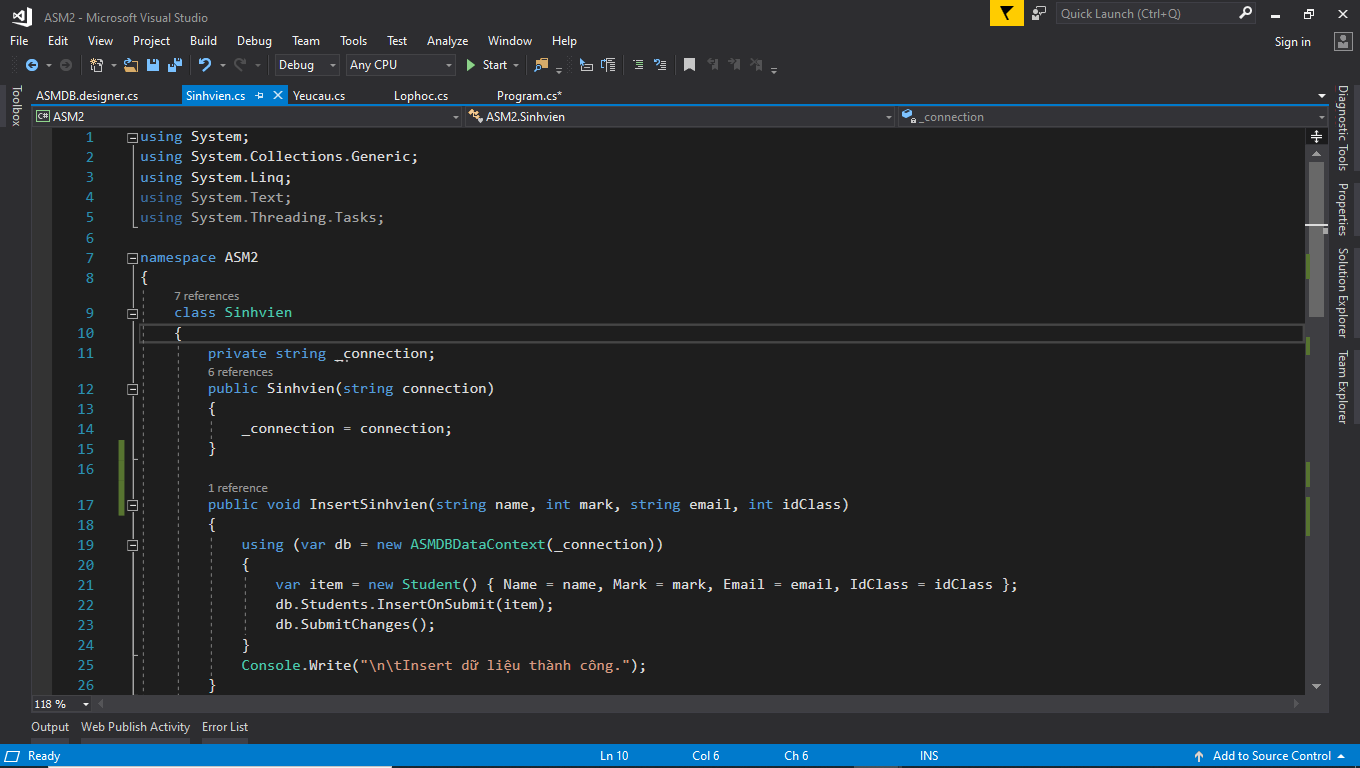 ASM2 - Microsoft Visual Studio
Quick Launch (Ctrl+Q)
File Edit View Project Build Debug Team Tools Test Analyze Window Help
Sign in
Debug Any CPU Start
Toolbox
ASMDB.designer.cs Sinhvien.cs Yeucau.cs Lophoc.cs Program.cs*
C# ASM2 ASM2.Sinhvien _connection
1 using System;
2 using System.Collections.Generic;
3 using System.Linq;
4 using System.Text;
5 using System.Threading.Tasks;
6
7 namespace ASM2
8 {
7 references
9 class Sinhvien
10 {
11 private string _connection;
6 references
12 public Sinhvien(string connection)
13 {
14 _connection = connection;
15 }
16
1 reference
17 public void InsertSinhvien(string name, int mark, string email, int idClass)
18 {
19 using (var db = new ASMDBDataContext(_connection))
20 {
21 var item = new Student() { Name = name, Mark = mark, Email = email, IdClass = idClass };
22 db.Students.InsertOnSubmit(item);
23 db.SubmitChanges();
24 }
25 Console.Write("\n\tInsert dữ liệu thành công.");
26 }
Diagnostic Tools
Properties
Solution Explorer
Team Explorer
118 %
Output Web Publish Activity Error List
Ready Ln 10 Col 6 Ch 6 INS Add to Source Control